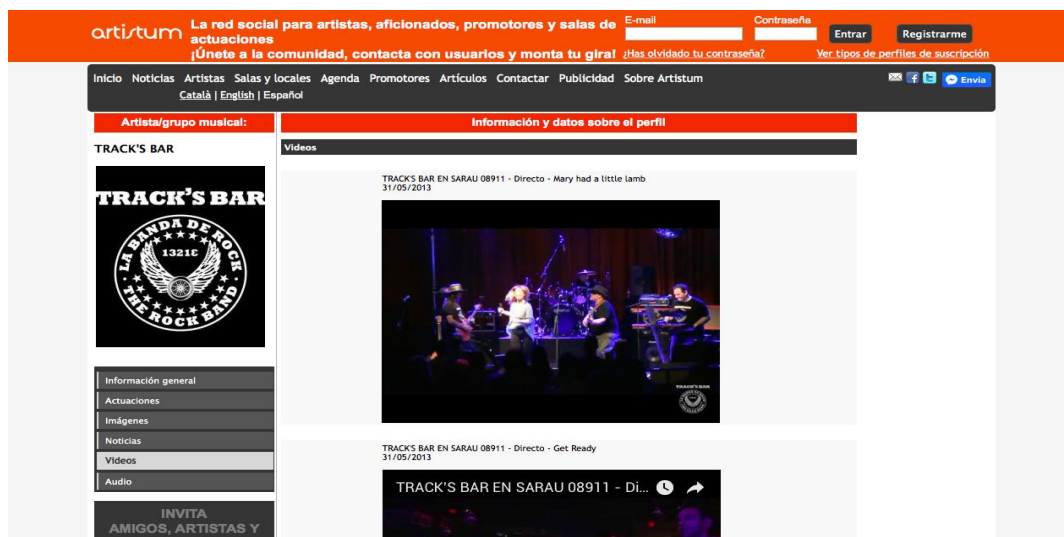 artistum
La red social para artistas, aficionados, promotores y salas de
actuaciones
¡Únete a la comunidad, contacta con usuarios y monta tu gira!
E-mail
Contraseña
Entrar
Registrarme
¿Has olvidado tu contraseña?
Ver tipos de perfiles de suscripción
Inicio Noticias Artistas Salas y locales Agenda Promotores Artículos Contactar Publicidad Sobre Artistum
Català | English | Español
Envia
Artista/grupo musical:
Información y datos sobre el perfil
TRACK'S BAR
Videos
TRACK'S BAR
LA BANDA DE ROCK
1321€
THE ROCK BAND
TRACK'S BAR EN SARAU 08911 - Directo - Mary had a little lamb
31/05/2013
TRACK'S BAR
Información general
Actuaciones
Imágenes
Noticias
Videos
Audio
TRACK'S BAR EN SARAU 08911 - Directo - Get Ready
31/05/2013
TRACK'S BAR EN SARAU 08911 - Di...
INVITA
AMIGOS, ARTISTAS Y